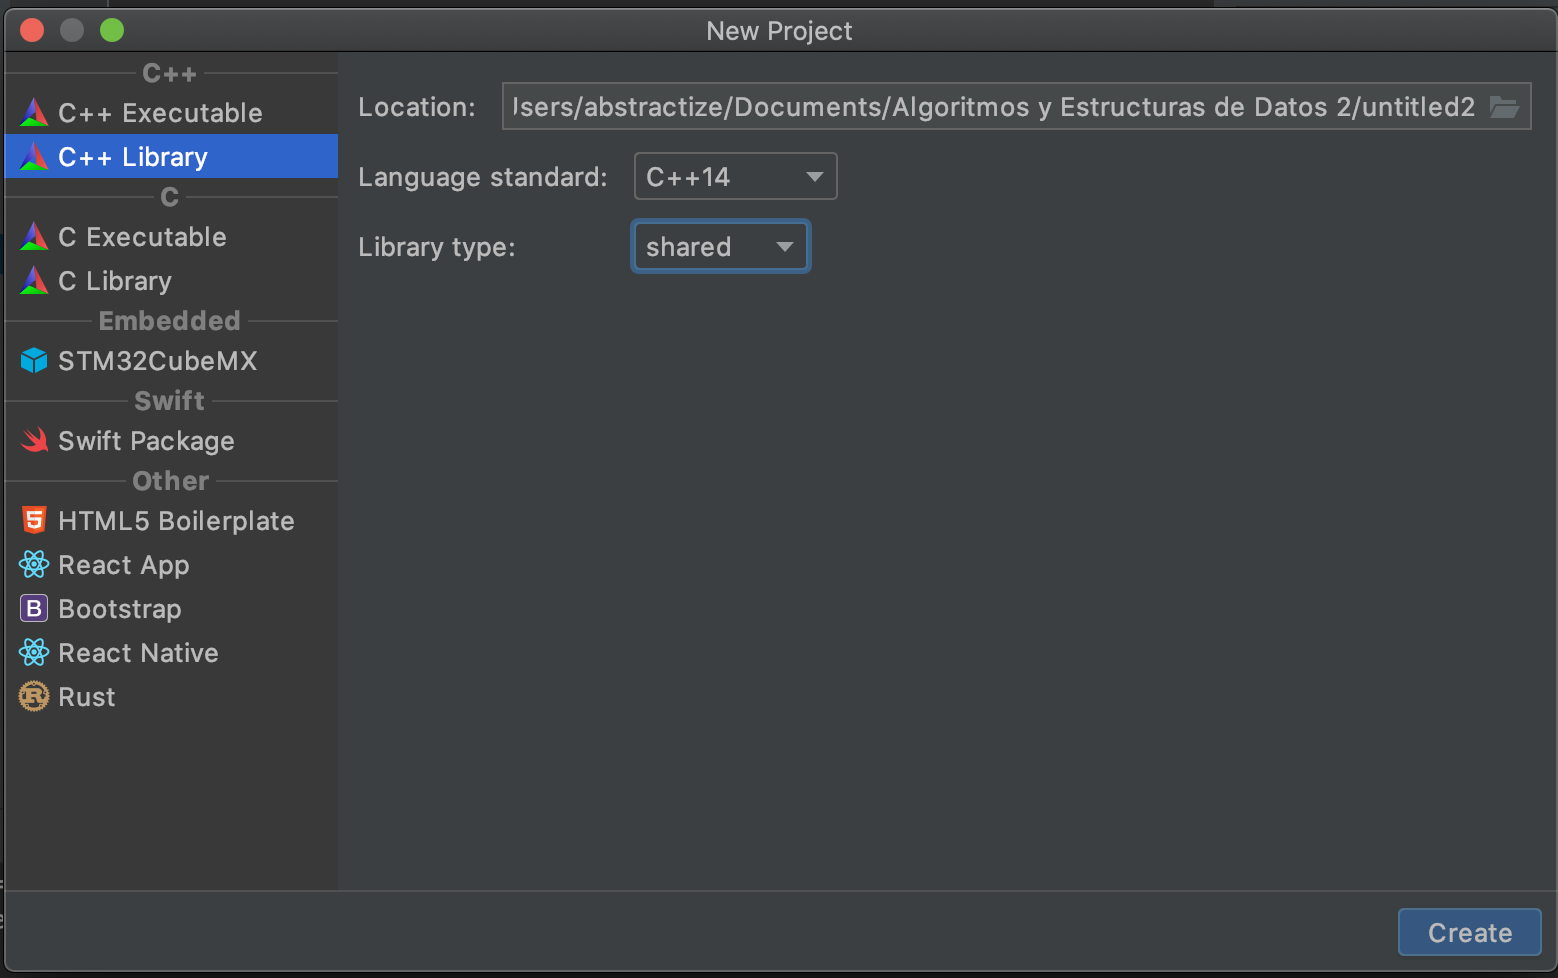 New Project
C++
C++ Executable
C++ Library
C
C Executable
C Library
Embedded
STM32CubeMX
Swift
Swift Package
Other
HTML5 Boilerplate
React App
Bootstrap
React Native
Rust
Location: sers/abstractize/Documents/Algoritmos y Estructuras de Datos 2/untitled2
Language standard: C++14
Library type: shared
Create